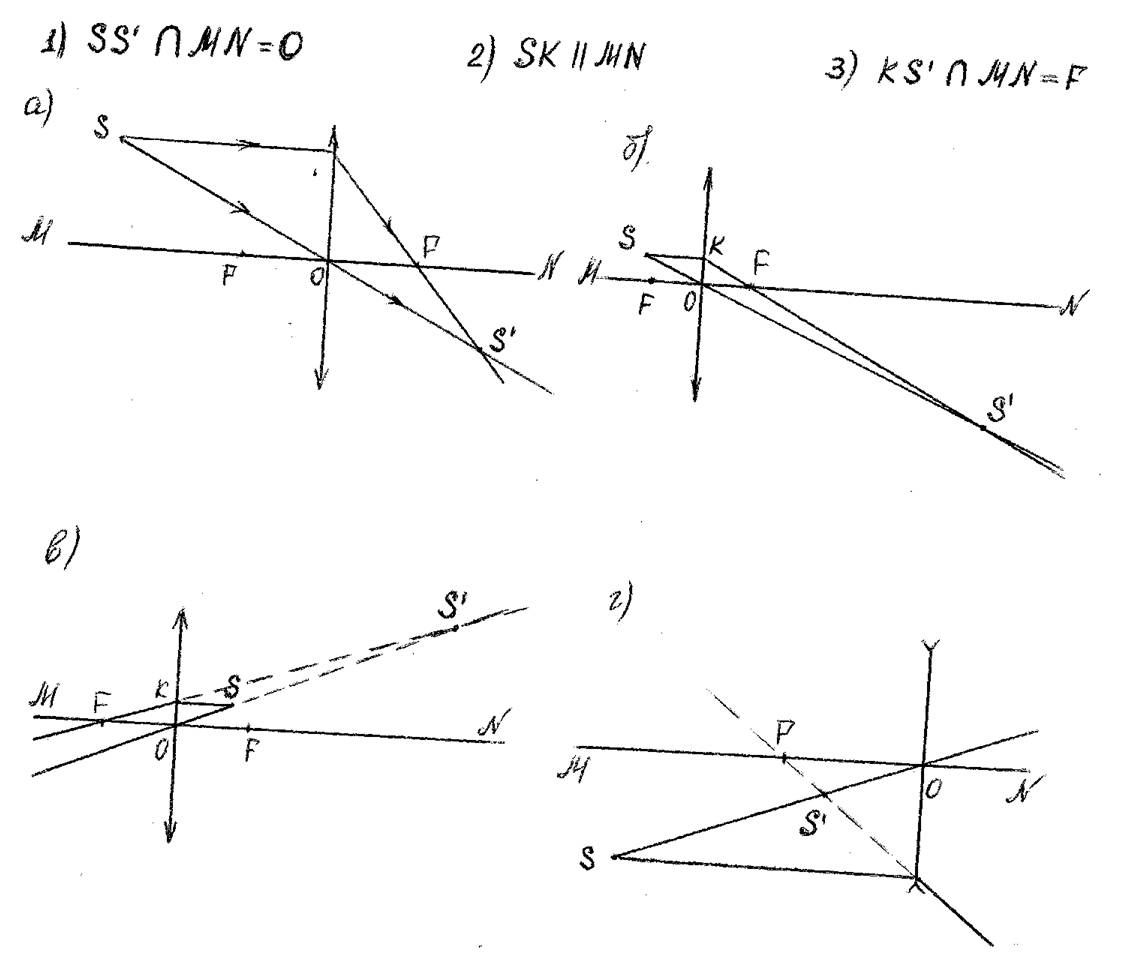 1) SS' ∩ MN = O
2) SK || MN
3) KS' ∩ MN = F
а)
S
M
F
O
F
N
S'
б)
S
K
F
M
F
O
N
S'
в)
S'
M
F
K
S
O
F
N
г)
F
M
O
N
S'
S